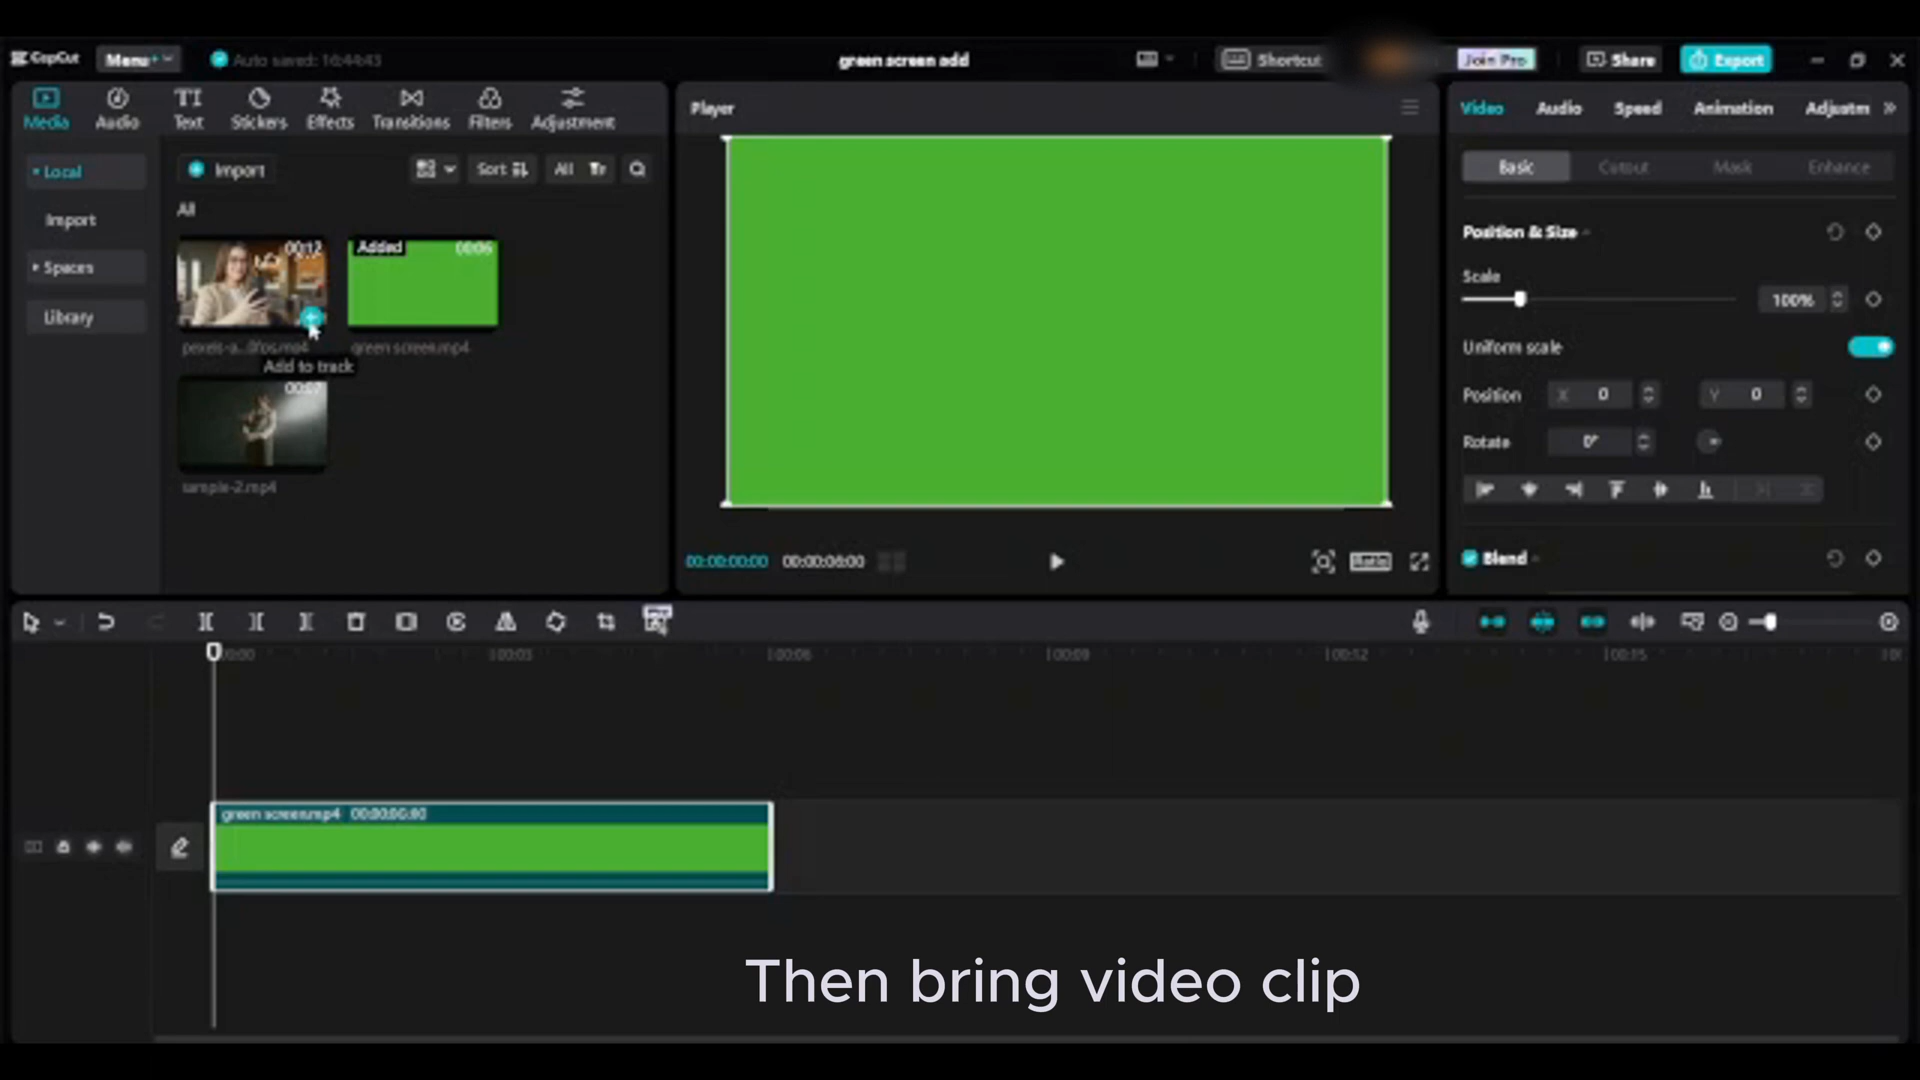 CapCut
Menu
Auto saved: 16:44:43
green screen add
Shortcut
Join Pro
Share
Export
Media
Audio
Text
Stickers
Effects
Transitions
Filters
Adjustment
Local
Import
Spaces
Library
Import
Sort
All
All
00:12
Added
00:06
green screen.mp4
Add to track
00:07
sample-2.mp4
Player
00:00:00:00
00:00:06:00
Ratio
Video
Audio
Speed
Animation
Adjustm
Basic
Cutout
Mask
Enhance
Position & Size
Scale
100%
Uniform scale
Position
X 0
Y 0
Rotate
0°
Blend
00:00
00:03
00:06
00:09
00:12
00:15
green screen.mp4 00:00:06:00
Then bring video clip